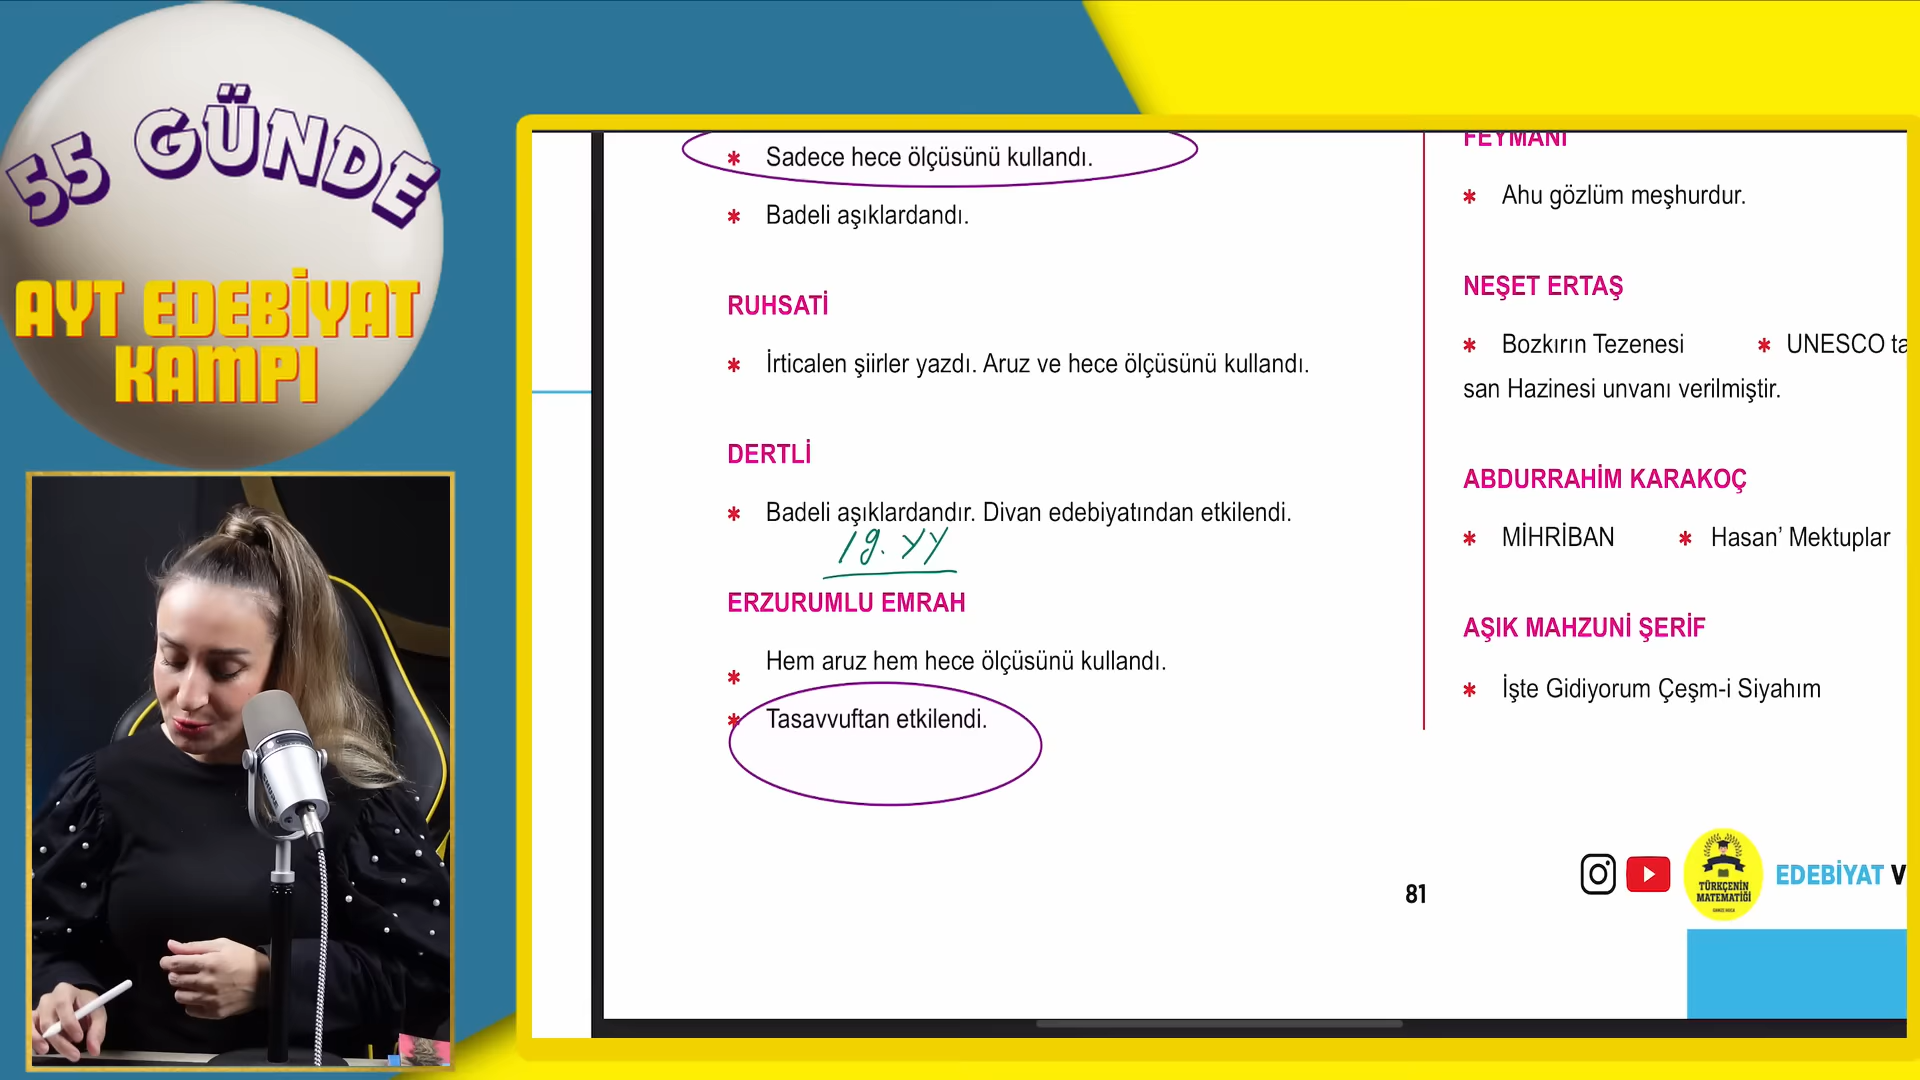 55 GÜNDE
AYT EDEBİYAT
KAMPI
Sadece hece ölçüsünü kullandı.
Badeli aşıklardandı.
RUHSATİ
İrticalen şiirler yazdı. Aruz ve hece ölçüsünü kullandı.
DERTLİ
Badeli aşıklardandır. Divan edebiyatından etkilendi.
19. yy
ERZURUMLU EMRAH
Hem aruz hem hece ölçüsünü kullandı.
Tasavvuftan etkilendi.
FEYMANİ
Ahu gözlüm meşhurdur.
NEŞET ERTAŞ
Bozkırın Tezenesi * UNESCO ta
san Hazinesi unvanı verilmiştir.
ABDURRAHİM KARAKOÇ
MİHRİBAN * Hasan’ Mektuplar
AŞIK MAHZUNİ ŞERİF
İşte Gidiyorum Çeşm-i Siyahım
81
TÜRKÇENİN
MATEMATİĞİ
EDEBİYAT V